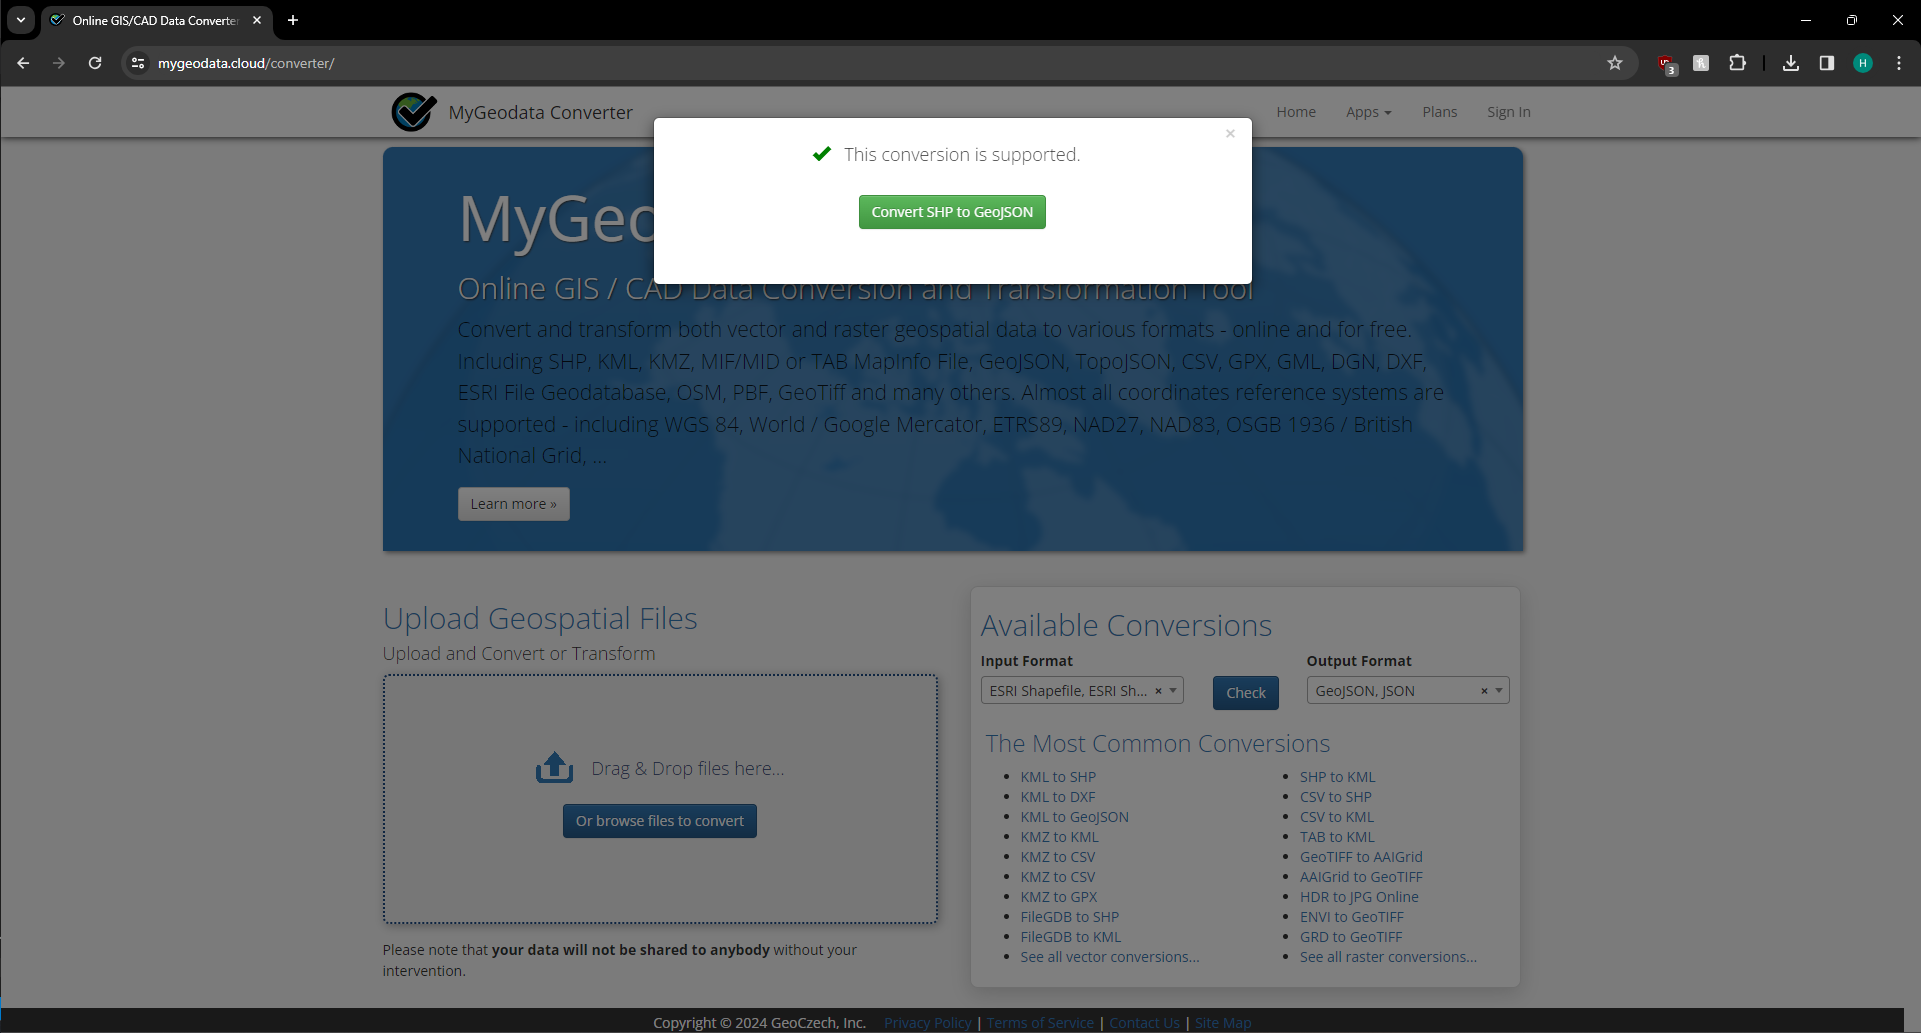 Online GIS/CAD Data Converter
mygeodata.cloud/converter/
3
H
MyGeodata Converter
Home
Apps
Plans
Sign In
×
This conversion is supported.
Convert SHP to GeoJSON
MyGeo
Online GIS / CAD Data Conversion and Transformation Tool
Convert and transform both vector and raster geospatial data to various formats - online and for free.
Including SHP, KML, KMZ, MIF/MID or TAB MapInfo File, GeoJSON, TopoJSON, CSV, GPX, GML, DGN, DXF,
ESRI File Geodatabase, OSM, PBF, GeoTiff and many others. Almost all coordinates reference systems are
supported - including WGS 84, World / Google Mercator, ETRS89, NAD27, NAD83, OSGB 1936 / British
National Grid, ...
Learn more »
Upload Geospatial Files
Upload and Convert or Transform
Drag & Drop files here...
Or browse files to convert
Please note that your data will not be shared to anybody without your
intervention.
Available Conversions
Input Format
Output Format
ESRI Shapefile, ESRI Sh... ×
Check
GeoJSON, JSON ×
The Most Common Conversions
KML to SHP
KML to DXF
KML to GeoJSON
KMZ to KML
KMZ to CSV
KMZ to CSV
KMZ to GPX
FileGDB to SHP
FileGDB to KML
See all vector conversions...
SHP to KML
CSV to SHP
CSV to KML
TAB to KML
GeoTIFF to AAIGrid
AAIGrid to GeoTIFF
HDR to JPG Online
ENVI to GeoTIFF
GRD to GeoTIFF
See all raster conversions...
Copyright © 2024 GeoCzech, Inc. Privacy Policy | Terms of Service | Contact Us | Site Map